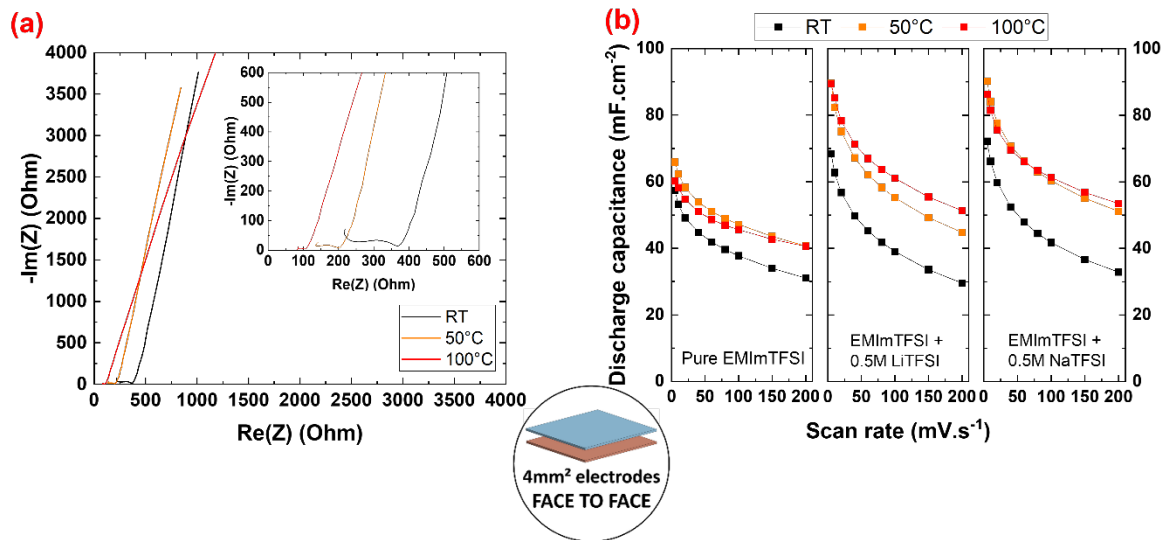 (a)
4000
3500
3000
2500
2000
1500
1000
500
0
-Im(Z) (Ohm)
0 500 1000 1500 2000 2500 3000 3500 4000
Re(Z) (Ohm)
600
500
400
300
200
100
0
-Im(Z) (Ohm)
0 100 200 300 400 500 600
Re(Z) (Ohm)
RT
50°C
100°C
4mm² electrodes
FACE TO FACE
(b)
RT 50°C 100°C
100
80
60
40
20
0
Discharge capacitance (mF.cm⁻²)
Pure EMImTFSI
EMImTFSI +
0.5M LiTFSI
EMImTFSI +
0.5M NaTFSI
100
80
60
40
20
0
0 50 100 150 200
0 50 100 150 200
0 50 100 150 200
Scan rate (mV.s⁻¹)